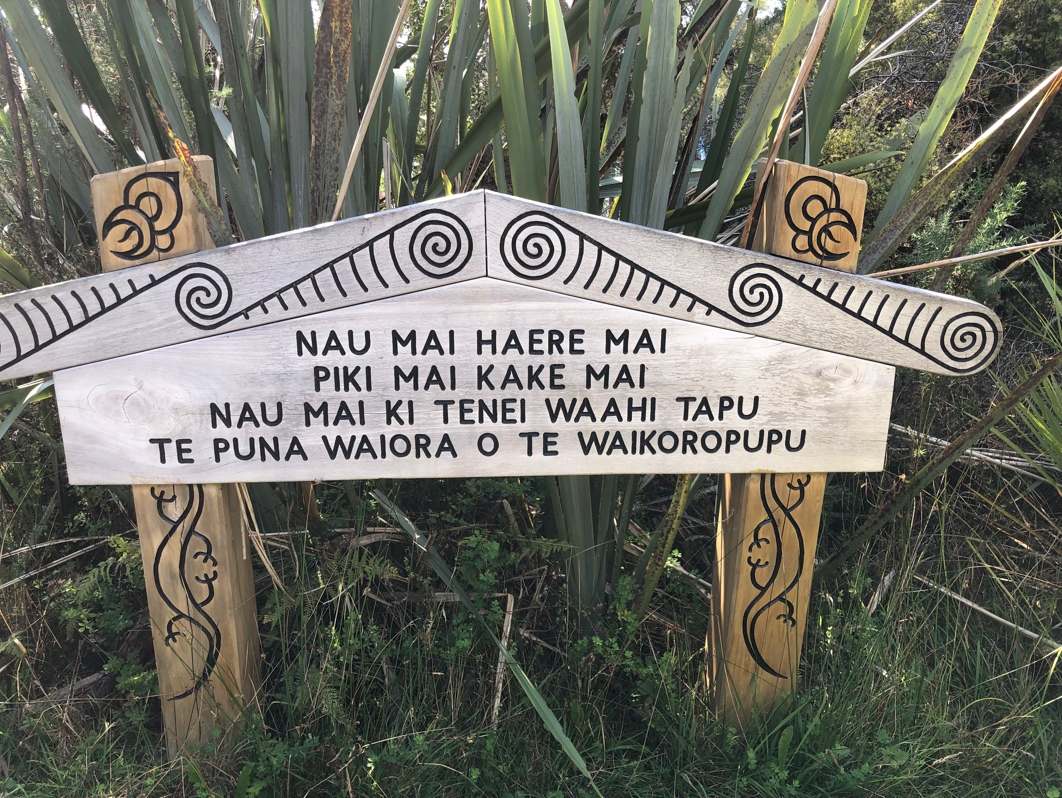 NAU MAI HAERE MAI
PIKI MAI KAKE MAI
NAU MAI KI TENEI WAAHI TAPU
TE PUNA WAIORA O TE WAIKOROPUPU